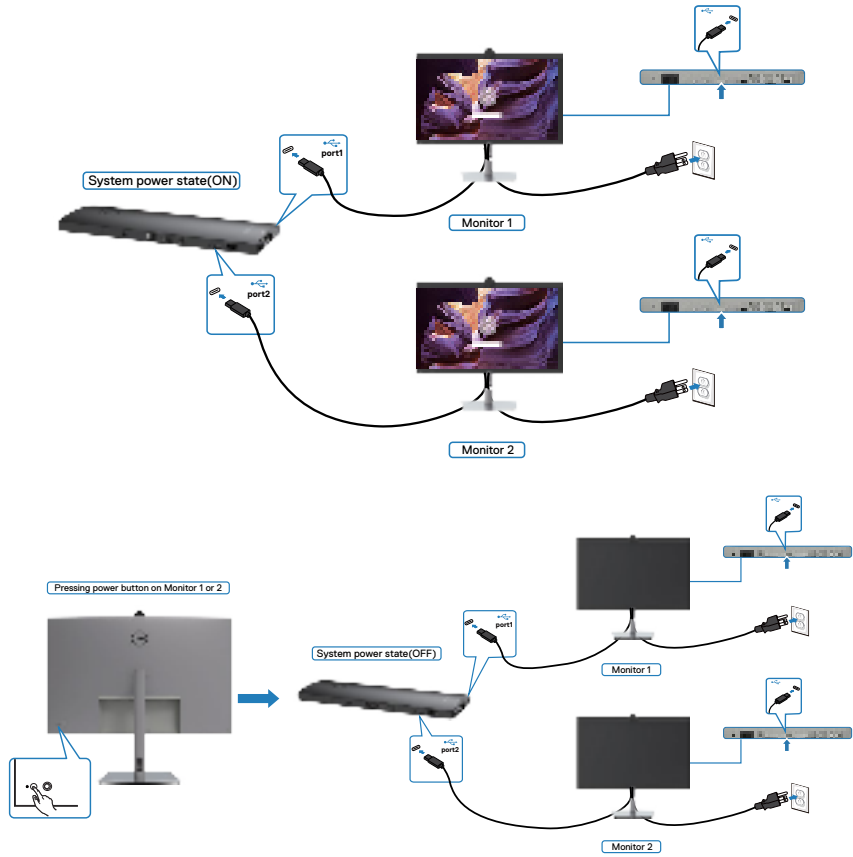 port1
System power state(ON)
Monitor 1
port2
Monitor 2
Pressing power button on Monitor 1 or 2
port1
System power state(OFF)
Monitor 1
port2
Monitor 2